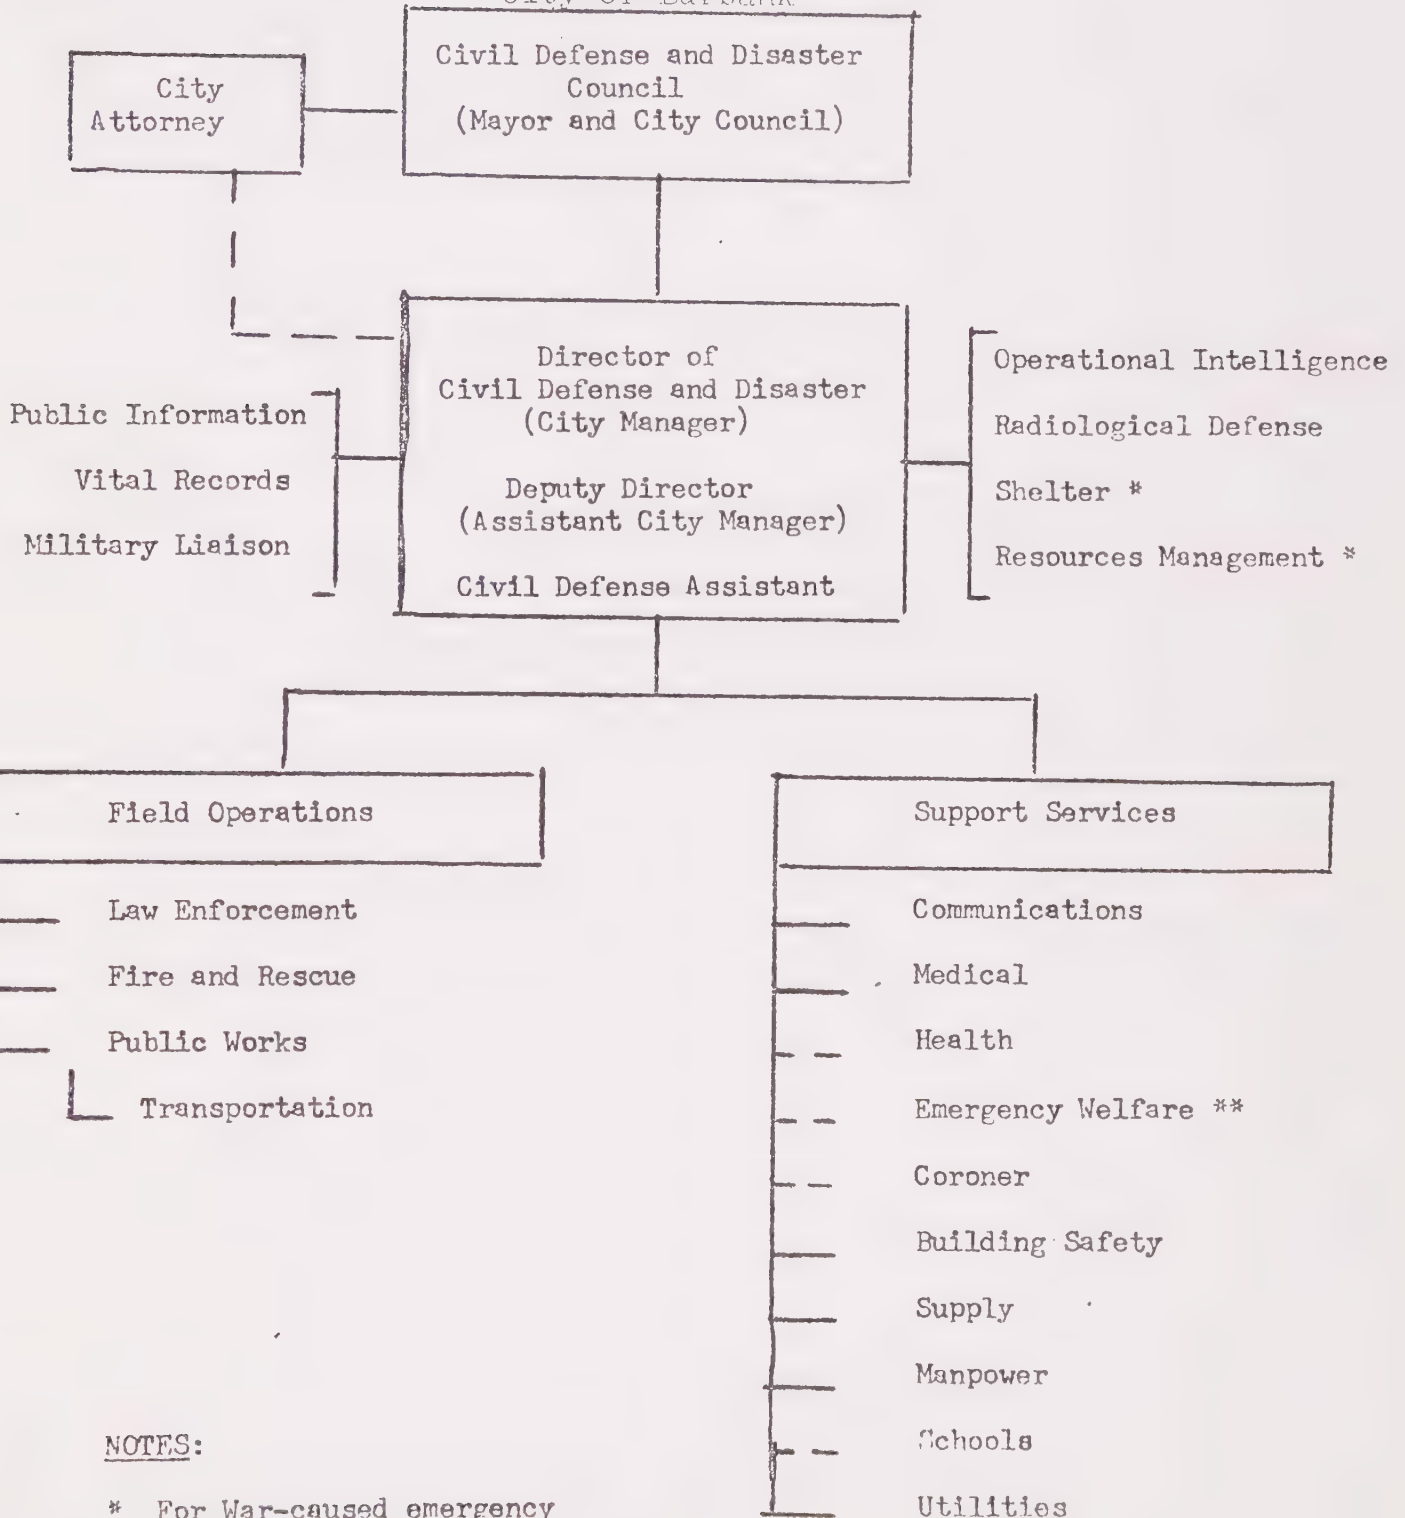 City of Burbank
Civil Defense and Disaster
Council
(Mayor and City Council)
City
Attorney
Director of
Civil Defense and Disaster
(City Manager)
Deputy Director
(Assistant City Manager)
Civil Defense Assistant
Public Information
Vital Records
Military Liaison
Operational Intelligence
Radiological Defense
Shelter *
Resources Management *
Field Operations
Law Enforcement
Fire and Rescue
Public Works
Transportation
Support Services
Communications
Medical
Health
Emergency Welfare **
Coroner
Building Safety
Supply
Manpower
Schools
Utilities
NOTES:
* For War-caused emergency